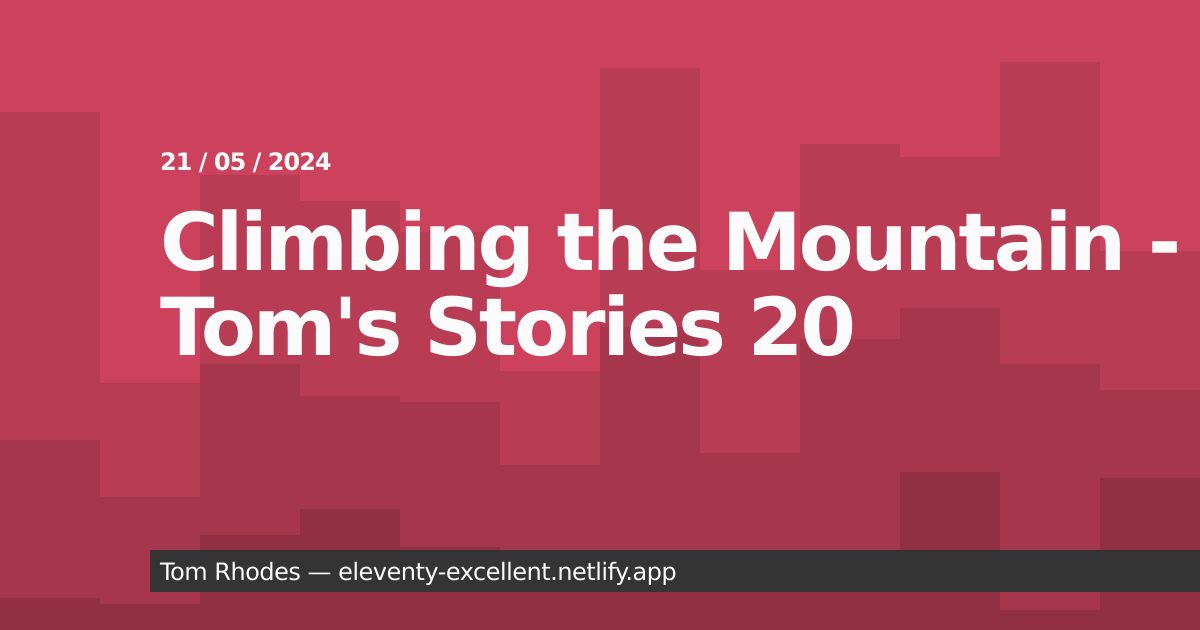 21 / 05 / 2024
Climbing the Mountain -
Tom's Stories 20
Tom Rhodes — eleventy-excellent.netlify.app